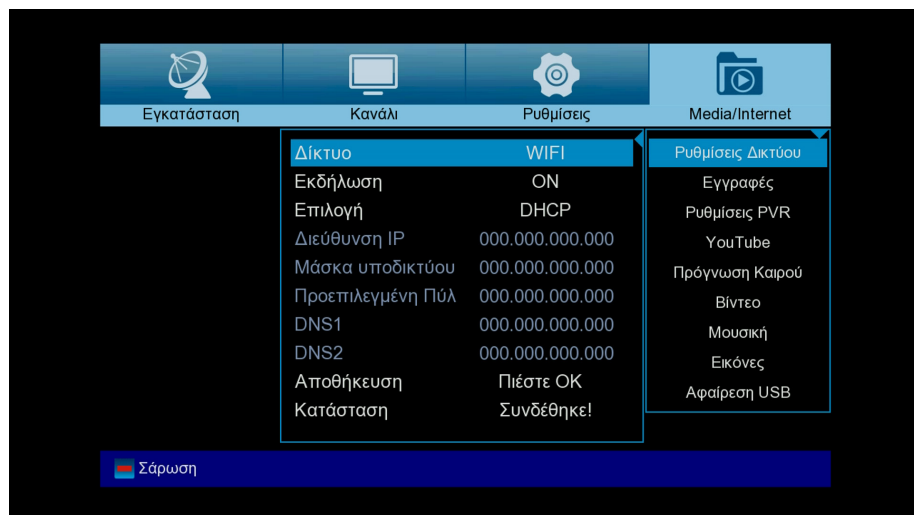 Εγκατάσταση Κανάλι Ρυθμίσεις Media/Internet
Δίκτυο WIFI
Εκδήλωση ON
Επιλογή DHCP
Διεύθυνση IP 000.000.000.000
Μάσκα υποδικτύου 000.000.000.000
Προεπιλεγμένη Πύλ 000.000.000.000
DNS1 000.000.000.000
DNS2 000.000.000.000
Αποθήκευση Πιέστε OK
Κατάσταση Συνδέθηκε!
Ρυθμίσεις Δικτύου
Εγγραφές
Ρυθμίσεις PVR
YouTube
Πρόγνωση Καιρού
Βίντεο
Μουσική
Εικόνες
Αφαίρεση USB
Σάρωση